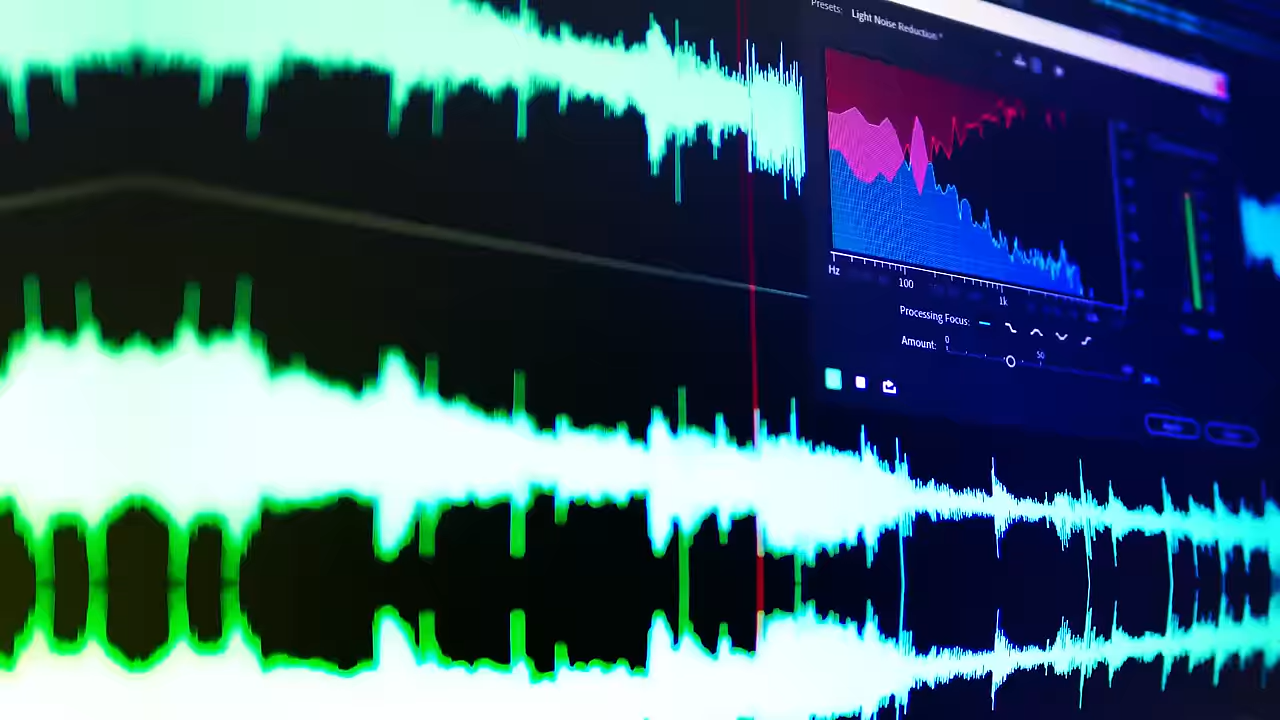 Presets: Light Noise Reduction *
Hz
100
1k
Processing Focus:
Amount:
0
50